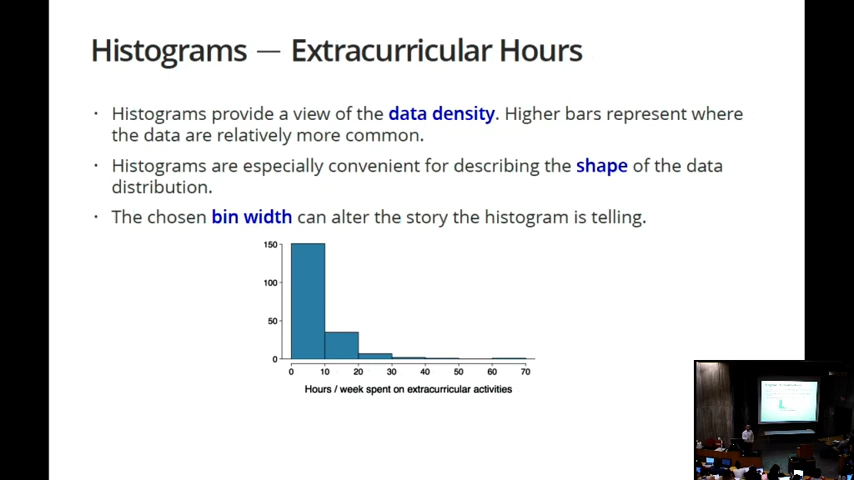 Histograms — Extracurricular Hours
· Histograms provide a view of the data density. Higher bars represent where
the data are relatively more common.
· Histograms are especially convenient for describing the shape of the data
distribution.
· The chosen bin width can alter the story the histogram is telling.
150
100
50
0
0 10 20 30 40 50 60 70
Hours / week spent on extracurricular activities